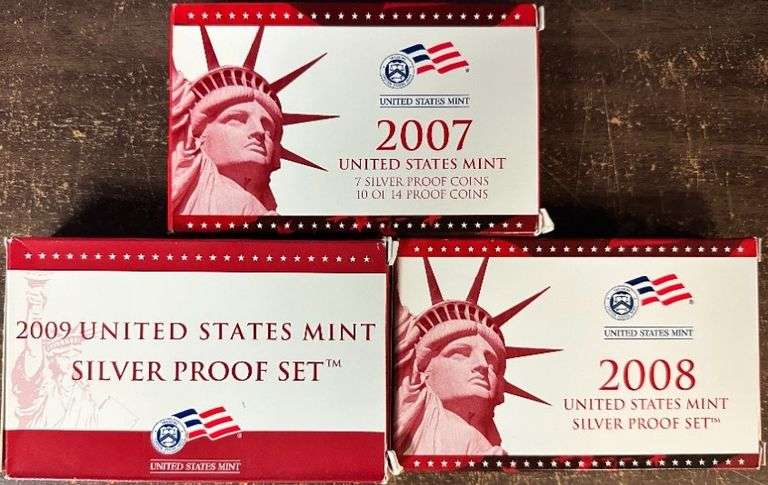 UNITED STATES MINT
2007
UNITED STATES MINT
7 SILVER PROOF COINS
10 OI 14 PROOF COINS
2009 UNITED STATES MINT
SILVER PROOF SET™
UNITED STATES MINT
UNITED STATES MINT
2008
UNITED STATES MINT
SILVER PROOF SET™